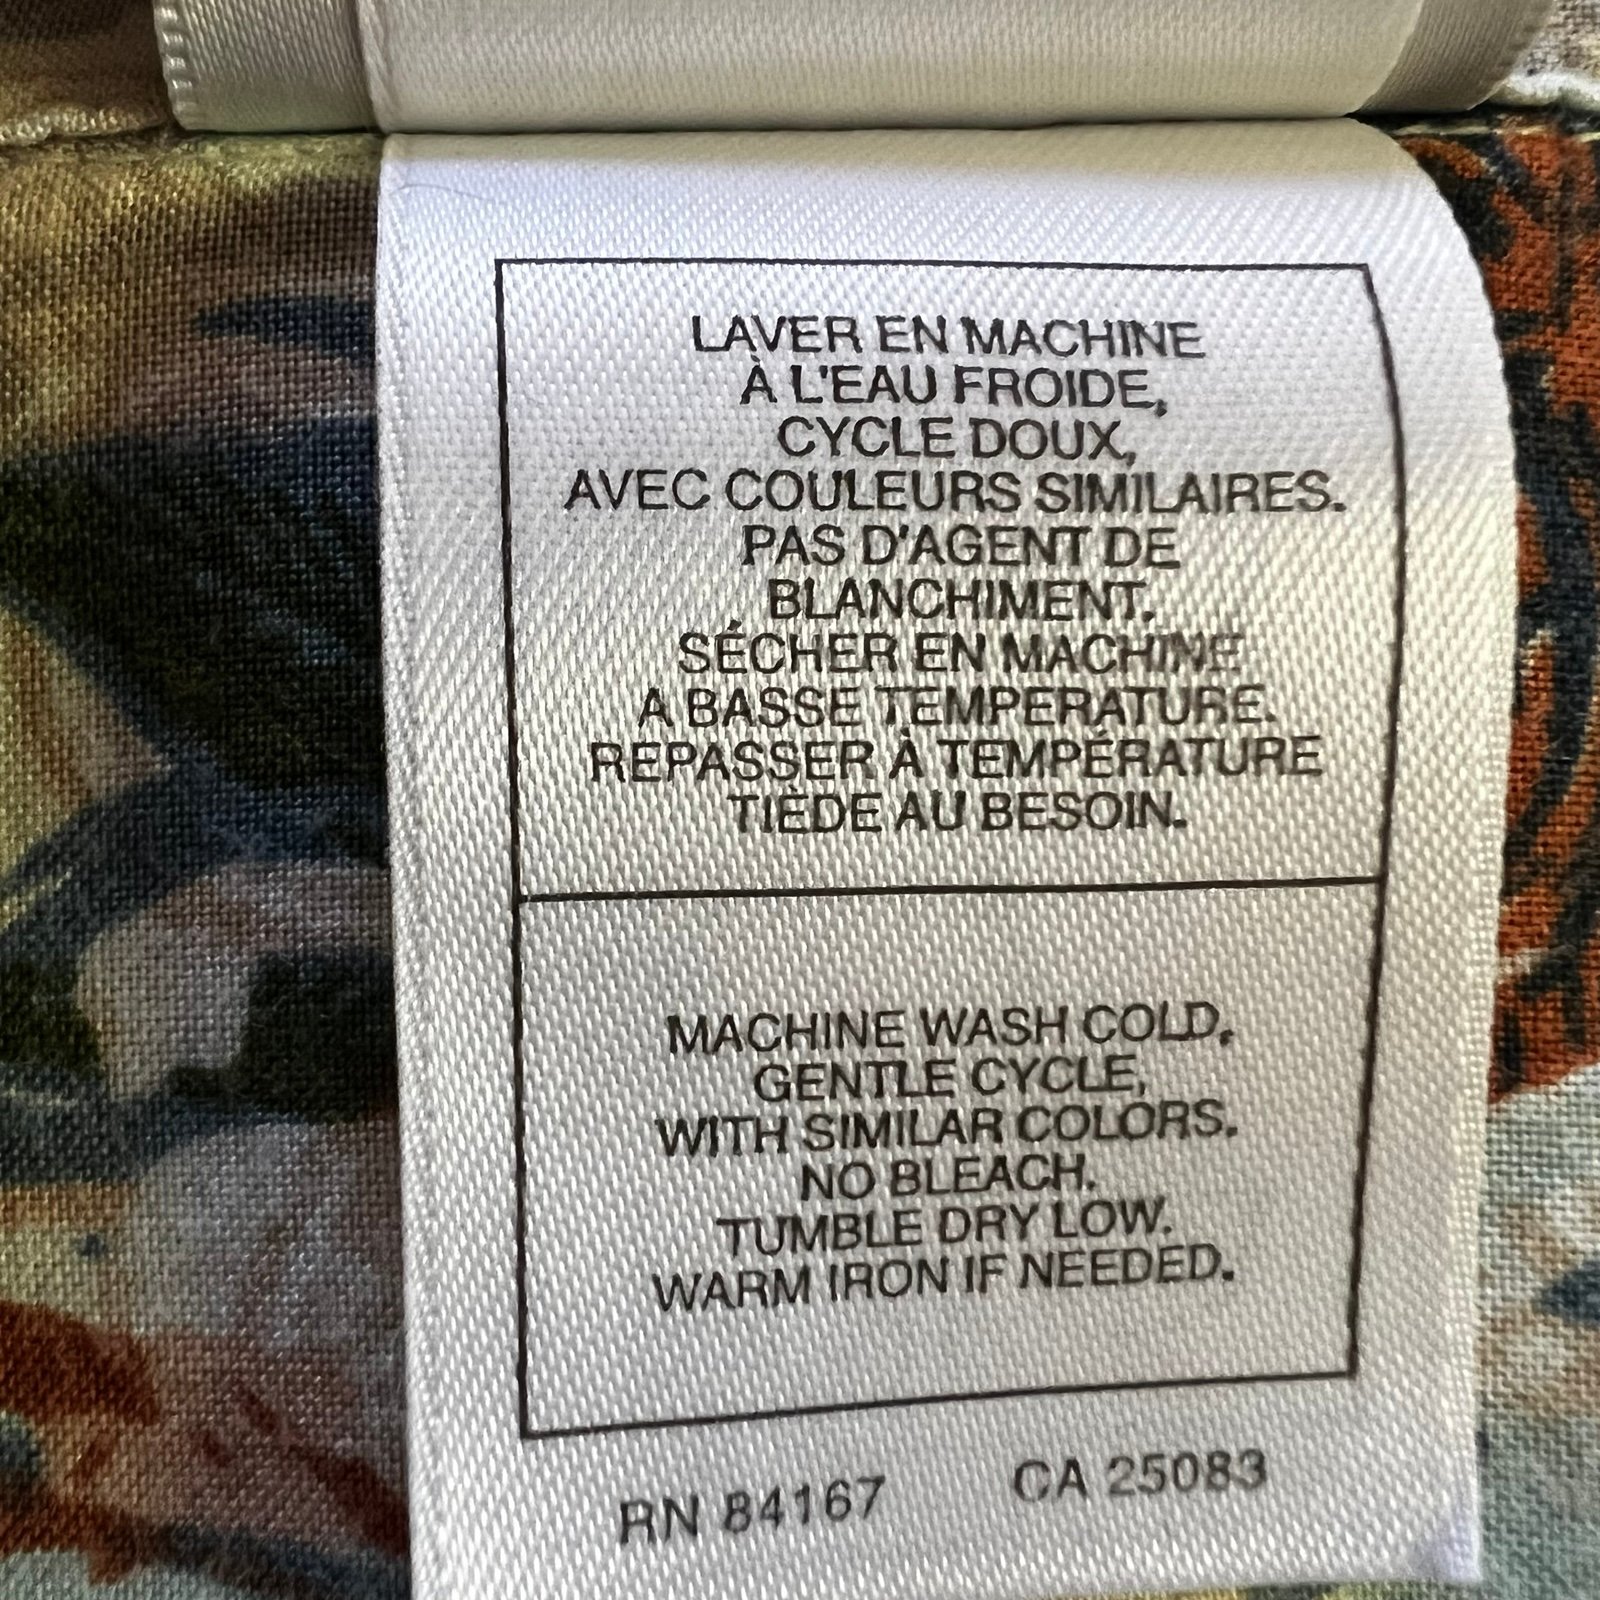 LAVER EN MACHINE
À L'EAU FROIDE,
CYCLE DOUX,
AVEC COULEURS SIMILAIRES.
PAS D'AGENT DE
BLANCHIMENT.
SÉCHER EN MACHINE
A BASSE TEMPERATURE.
REPASSER À TEMPÉRATURE
TIÈDE AU BESOIN.
MACHINE WASH COLD,
GENTLE CYCLE,
WITH SIMILAR COLORS.
NO BLEACH.
TUMBLE DRY LOW.
WARM IRON IF NEEDED.
RN 84167 CA 25083